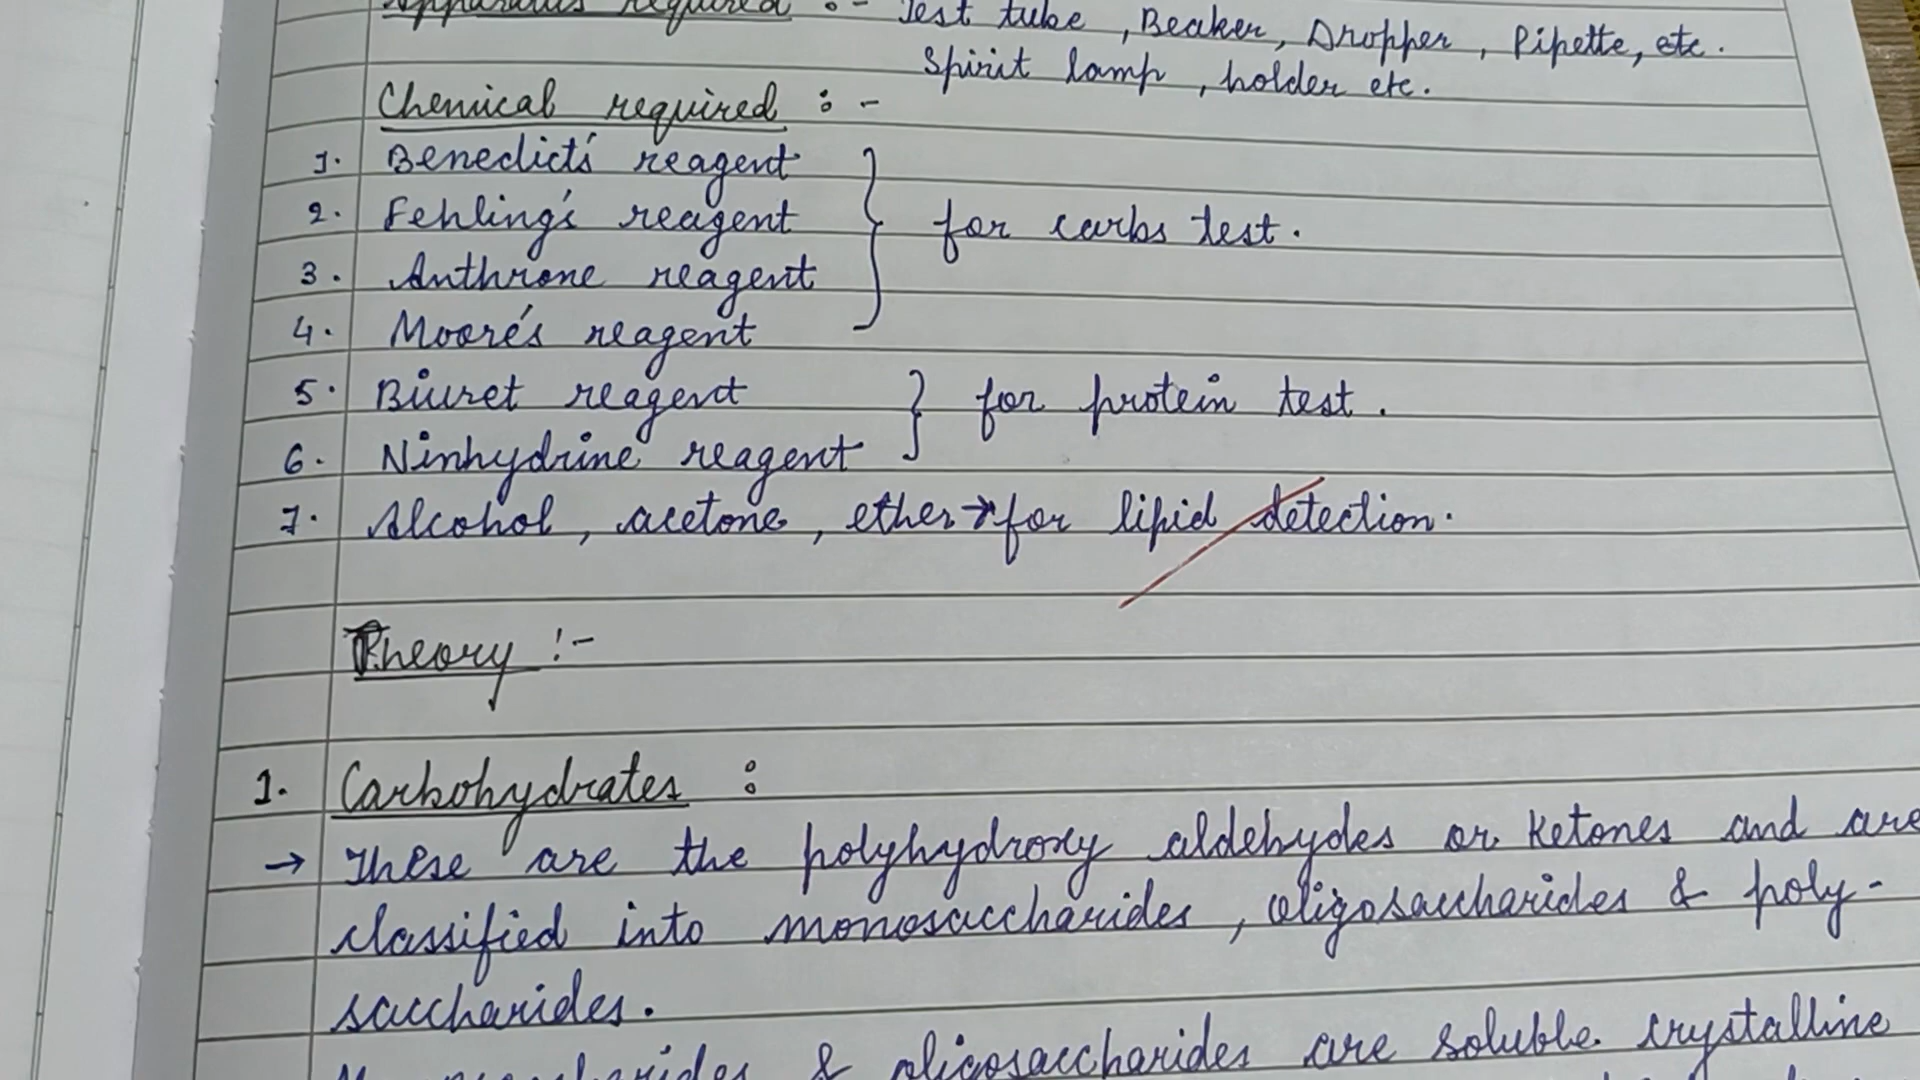 Apparatus required :- Test tube, Beaker, Dropper, Pipette, etc.
Spirit lamp, holder etc.
Chemical required :-
1. Benedict's reagent
2. Fehling's reagent } for carbs test.
3. Anthrone reagent
4. Moore's reagent
5. Biuret reagent } for protein test.
6. Ninhydrine reagent
7. Alcohol, acetone, ether → for lipid detection.
Theory :-
1. Carbohydrates :
→ These are the polyhydroxy aldehydes or ketones and are
classified into monosaccharides, oligosaccharides & poly-
saccharides.
& oligosaccharides are soluble crystalline